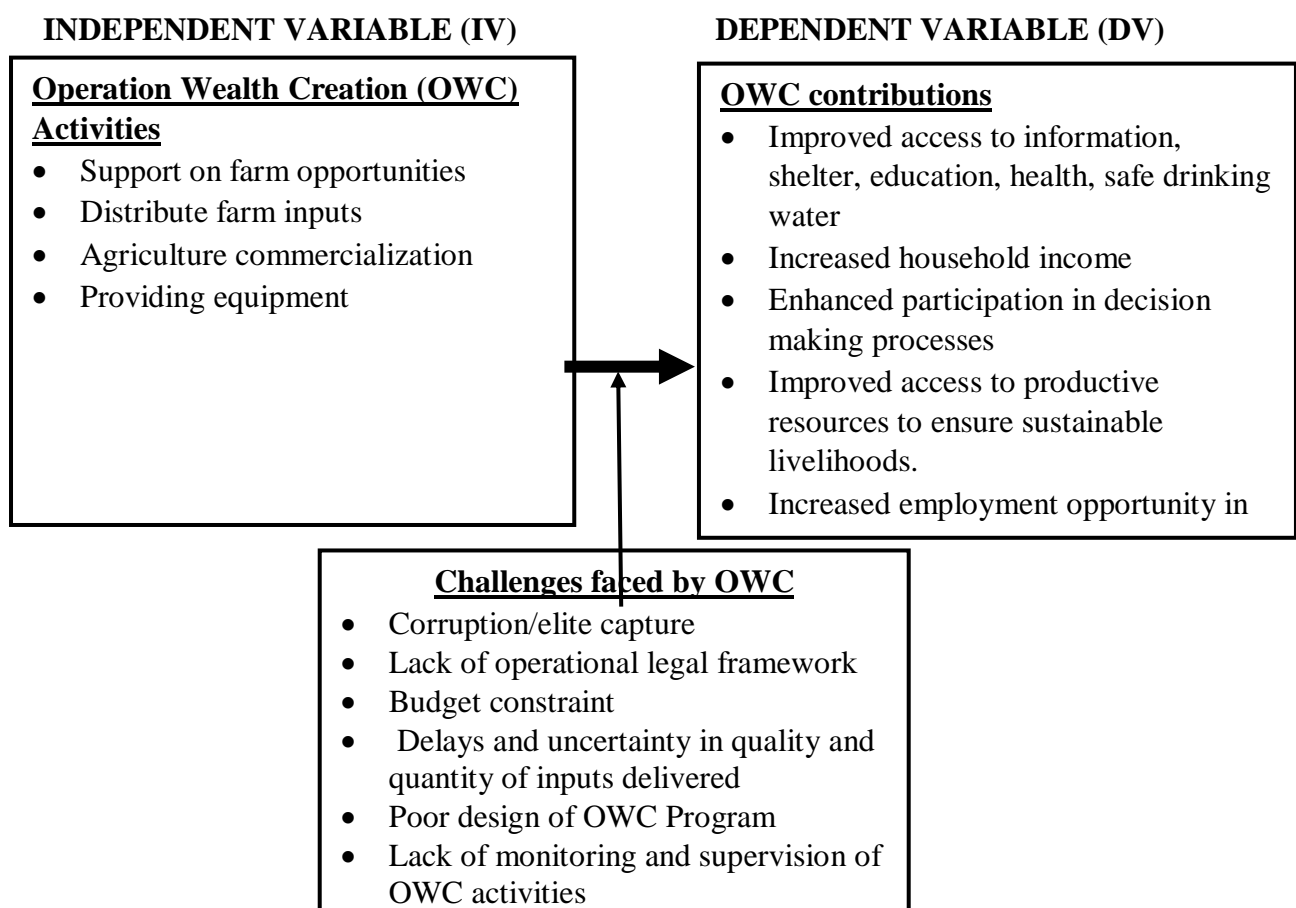 INDEPENDENT VARIABLE (IV)
DEPENDENT VARIABLE (DV)
Operation Wealth Creation (OWC)
Activities
• Support on farm opportunities
• Distribute farm inputs
• Agriculture commercialization
• Providing equipment
OWC contributions
• Improved access to information,
shelter, education, health, safe drinking
water
• Increased household income
• Enhanced participation in decision
making processes
• Improved access to productive
resources to ensure sustainable
livelihoods.
• Increased employment opportunity in
Challenges faced by OWC
• Corruption/elite capture
• Lack of operational legal framework
• Budget constraint
• Delays and uncertainty in quality and
quantity of inputs delivered
• Poor design of OWC Program
• Lack of monitoring and supervision of
OWC activities